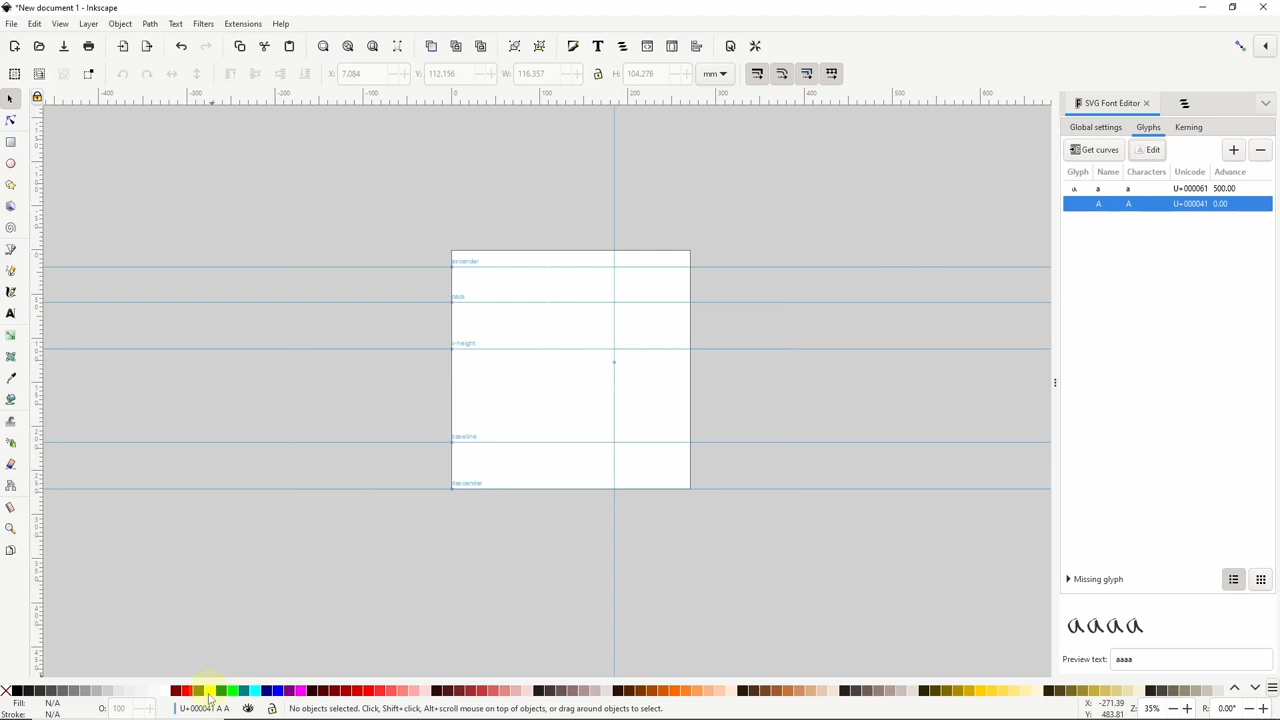 *New document 1 - Inkscape
File Edit View Layer Object Path Text Filters Extensions Help
X: 7.084 Y: 112.156 W: 116.357 H: 104.276 mm
-400 -300 -200 -100 0 100 200 300 400 500 600
SVG Font Editor
Global settings Glyphs Kerning
Get curves Edit
Glyph Name Characters Unicode Advance
a a a U+000061 500.00
A A U+000041 0.00
ascender
caps
x-height
baseline
descender
Missing glyph
aaaa
Preview text: aaaa
Fill: N/A
Stroke: N/A
O: 100
U+000041 A A
No objects selected. Click, Shift+click, Alt+scroll mouse on top of objects, or drag around objects to select.
X: -271.39
Y: 483.81
Z: 35%
R: 0.00°